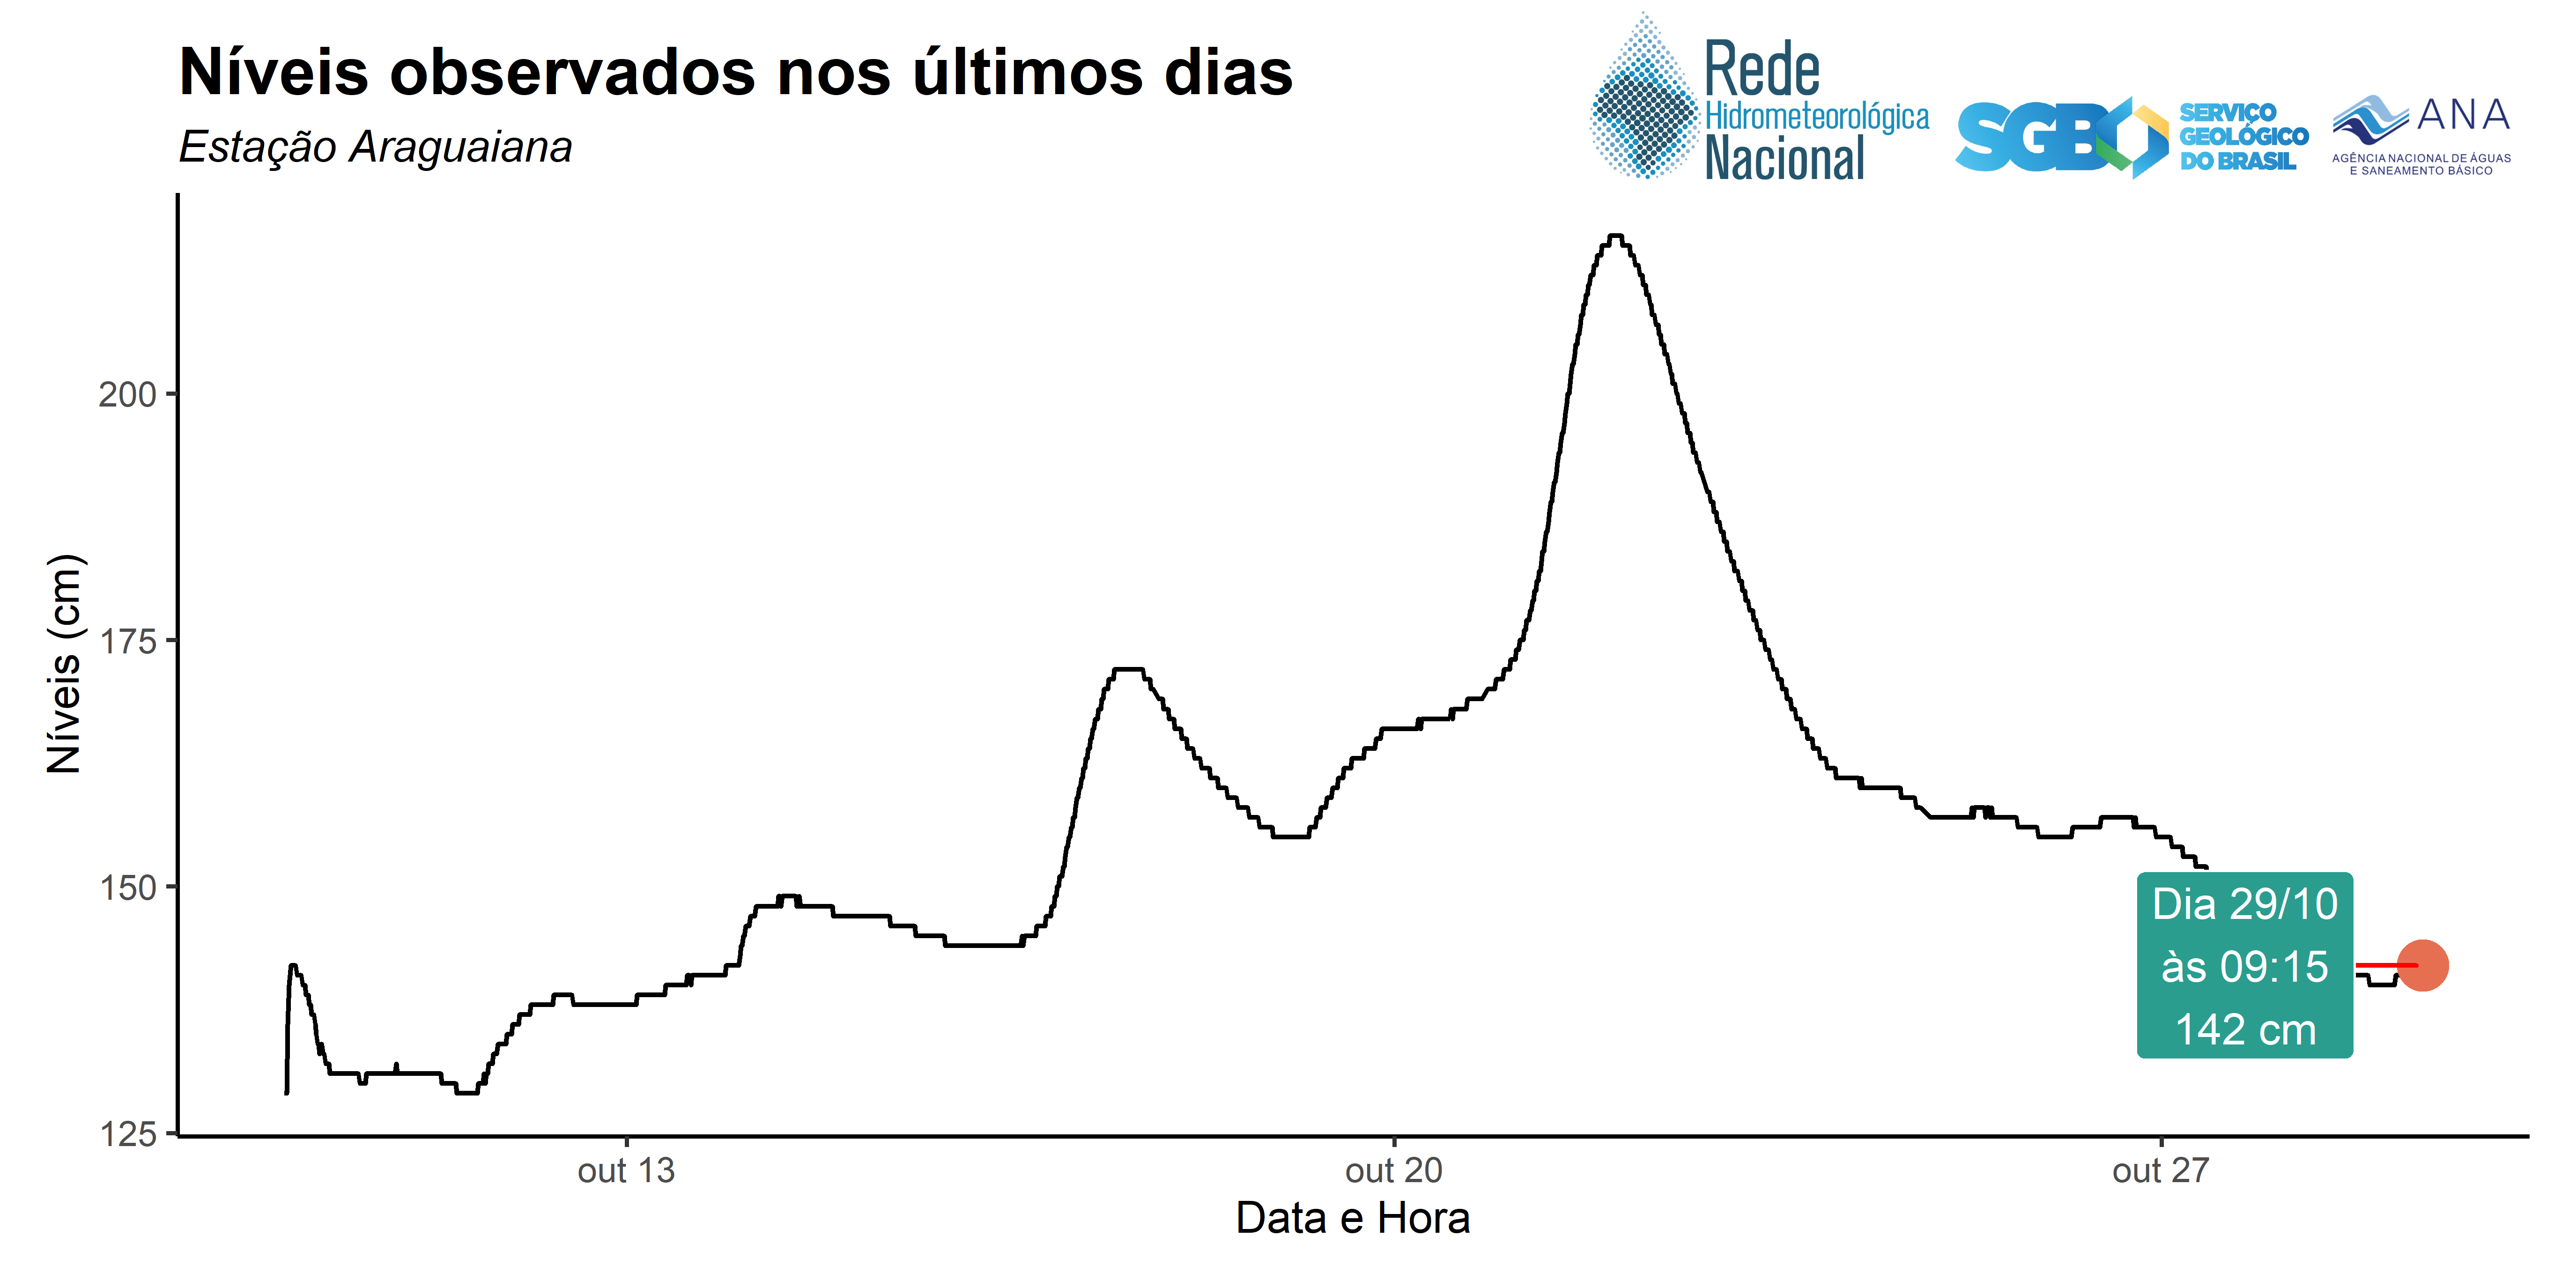 Níveis observados nos últimos dias
Estação Araguaiana
Rede
Hidrometeorológica
Nacional
SGB
SERVIÇO
GEOLÓGICO
DO BRASIL
ANA
AGÊNCIA NACIONAL DE ÁGUAS
E SANEAMENTO BÁSICO
Níveis (cm)
200
175
150
125
Dia 29/10
às 09:15
142 cm
out 13
out 20
out 27
Data e Hora